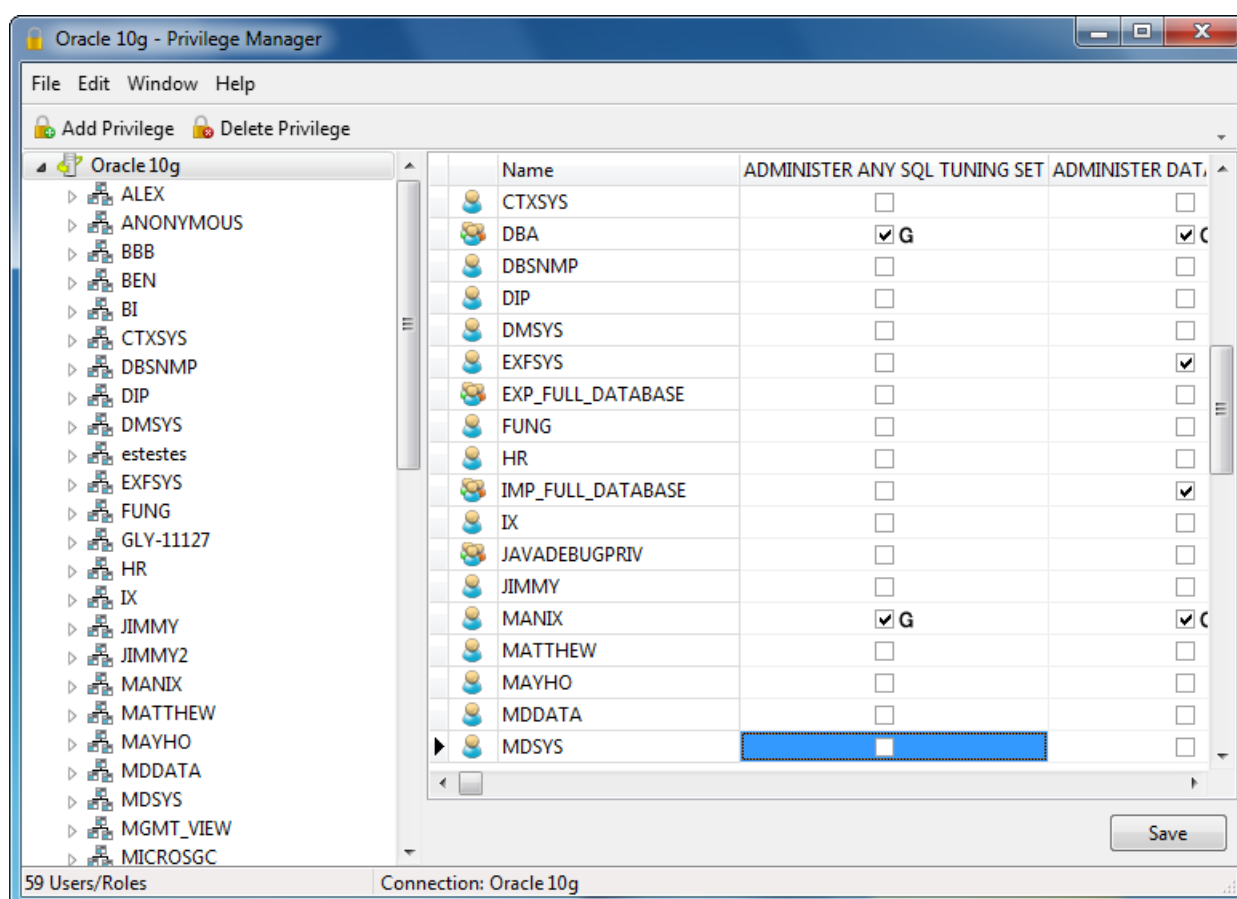 Oracle 10g - Privilege Manager
File Edit Window Help
Add Privilege Delete Privilege
Oracle 10g
ALEX
ANONYMOUS
BBB
BEN
BI
CTXSYS
DBSNMP
DIP
DMSYS
estestes
EXFSYS
FUNG
GLY-11127
HR
IX
JIMMY
JIMMY2
MANIX
MATTHEW
MAYHO
MDDATA
MDSYS
MGMT_VIEW
MICROSGC
Name ADMINISTER ANY SQL TUNING SET ADMINISTER DATA
CTXSYS
DBA G G
DBSNMP
DIP
DMSYS
EXFSYS
EXP_FULL_DATABASE
FUNG
HR
IMP_FULL_DATABASE
IX
JAVADEBUGPRIV
JIMMY
MANIX G G
MATTHEW
MAYHO
MDDATA
MDSYS
Save
59 Users/Roles Connection: Oracle 10g